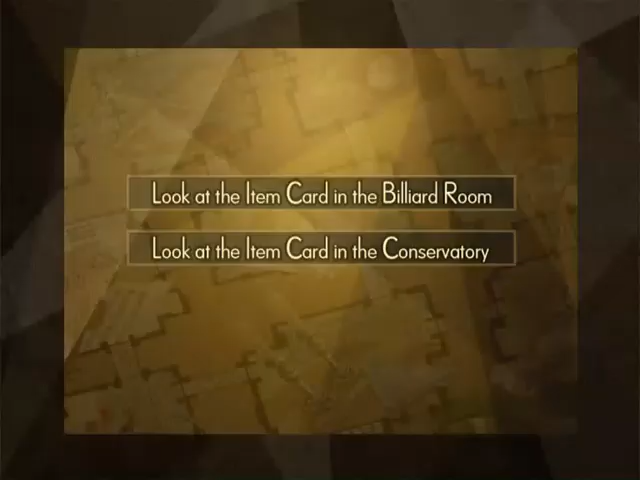 Look at the Item Card in the Billiard Room
Look at the Item Card in the Conservatory